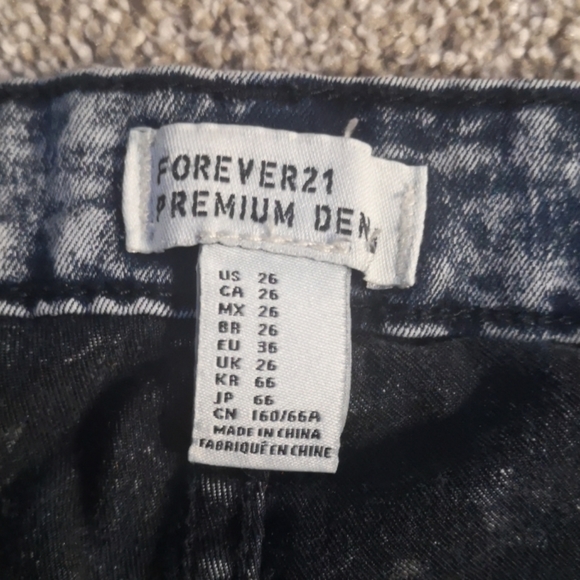 FOREVER21
PREMIUM DEN
US 26
CA 26
MX 26
BR 26
EU 36
UK 26
KR 66
JP 66
CN 160/66A
MADE IN CHINA
FABRIQUÉ EN CHINE